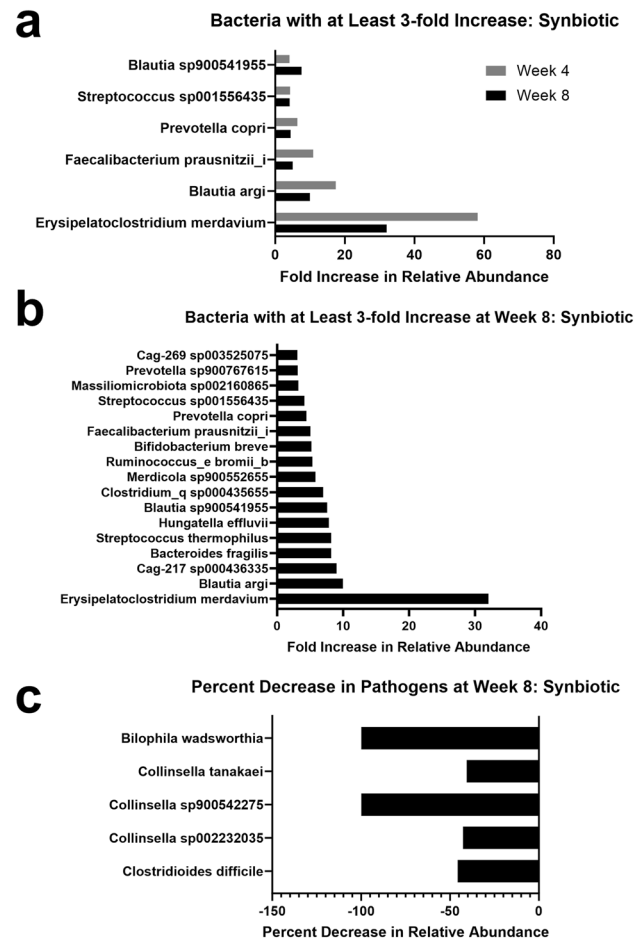 a
Bacteria with at Least 3-fold Increase: Synbiotic
Blautia sp900541955
Streptococcus sp001556435
Prevotella copri
Faecalibacterium prausnitzii_i
Blautia argi
Erysipelatoclostridium merdavium
Week 4
Week 8
0 20 40 60 80
Fold Increase in Relative Abundance
b
Bacteria with at Least 3-fold Increase at Week 8: Synbiotic
Cag-269 sp003525075
Prevotella sp900767615
Massiliomicrobiota sp002160865
Streptococcus sp001556435
Prevotella copri
Faecalibacterium prausnitzii_i
Bifidobacterium breve
Ruminococcus_e bromii_b
Merdicola sp900552655
Clostridium_q sp000435655
Blautia sp900541955
Hungatella effluvii
Streptococcus thermophilus
Bacteroides fragilis
Cag-217 sp000436335
Blautia argi
Erysipelatoclostridium merdavium
0 10 20 30 40
Fold Increase in Relative Abundance
c
Percent Decrease in Pathogens at Week 8: Synbiotic
Bilophila wadsworthia
Collinsella tanakaei
Collinsella sp900542275
Collinsella sp002232035
Clostridioides difficile
-150 -100 -50 0
Percent Decrease in Relative Abundance